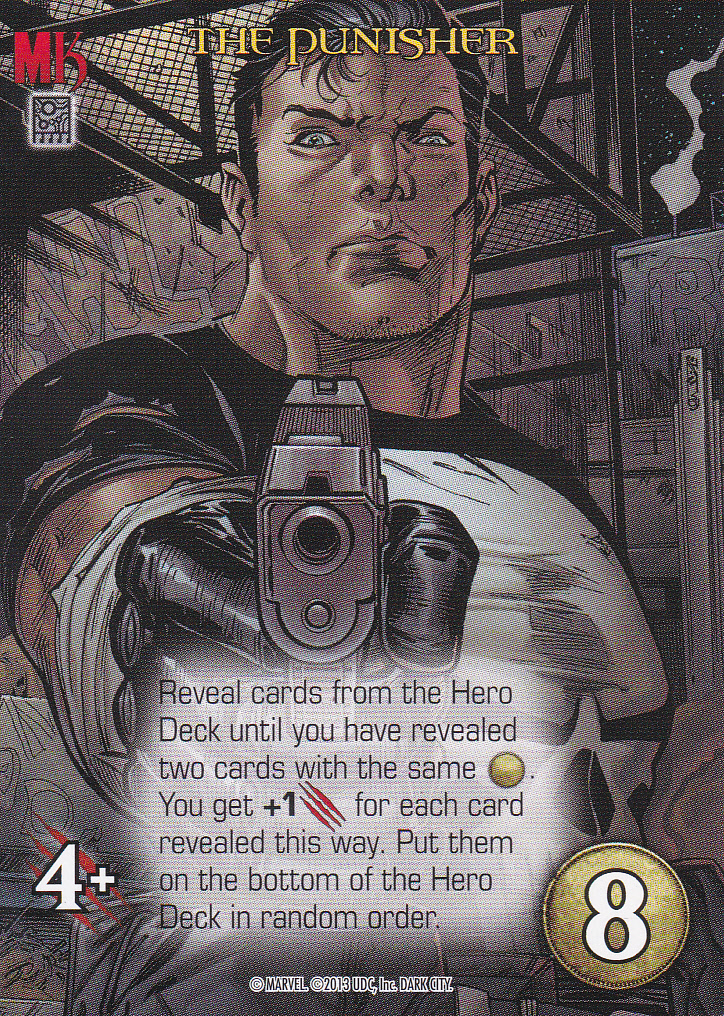 THE PUNISHER
MK
Reveal cards from the Hero
Deck until you have revealed
two cards with the same .
You get +1 for each card
revealed this way. Put them
on the bottom of the Hero
Deck in random order.
4+
8
© MARVEL. ©2013 UDC, Inc. DARK CITY.